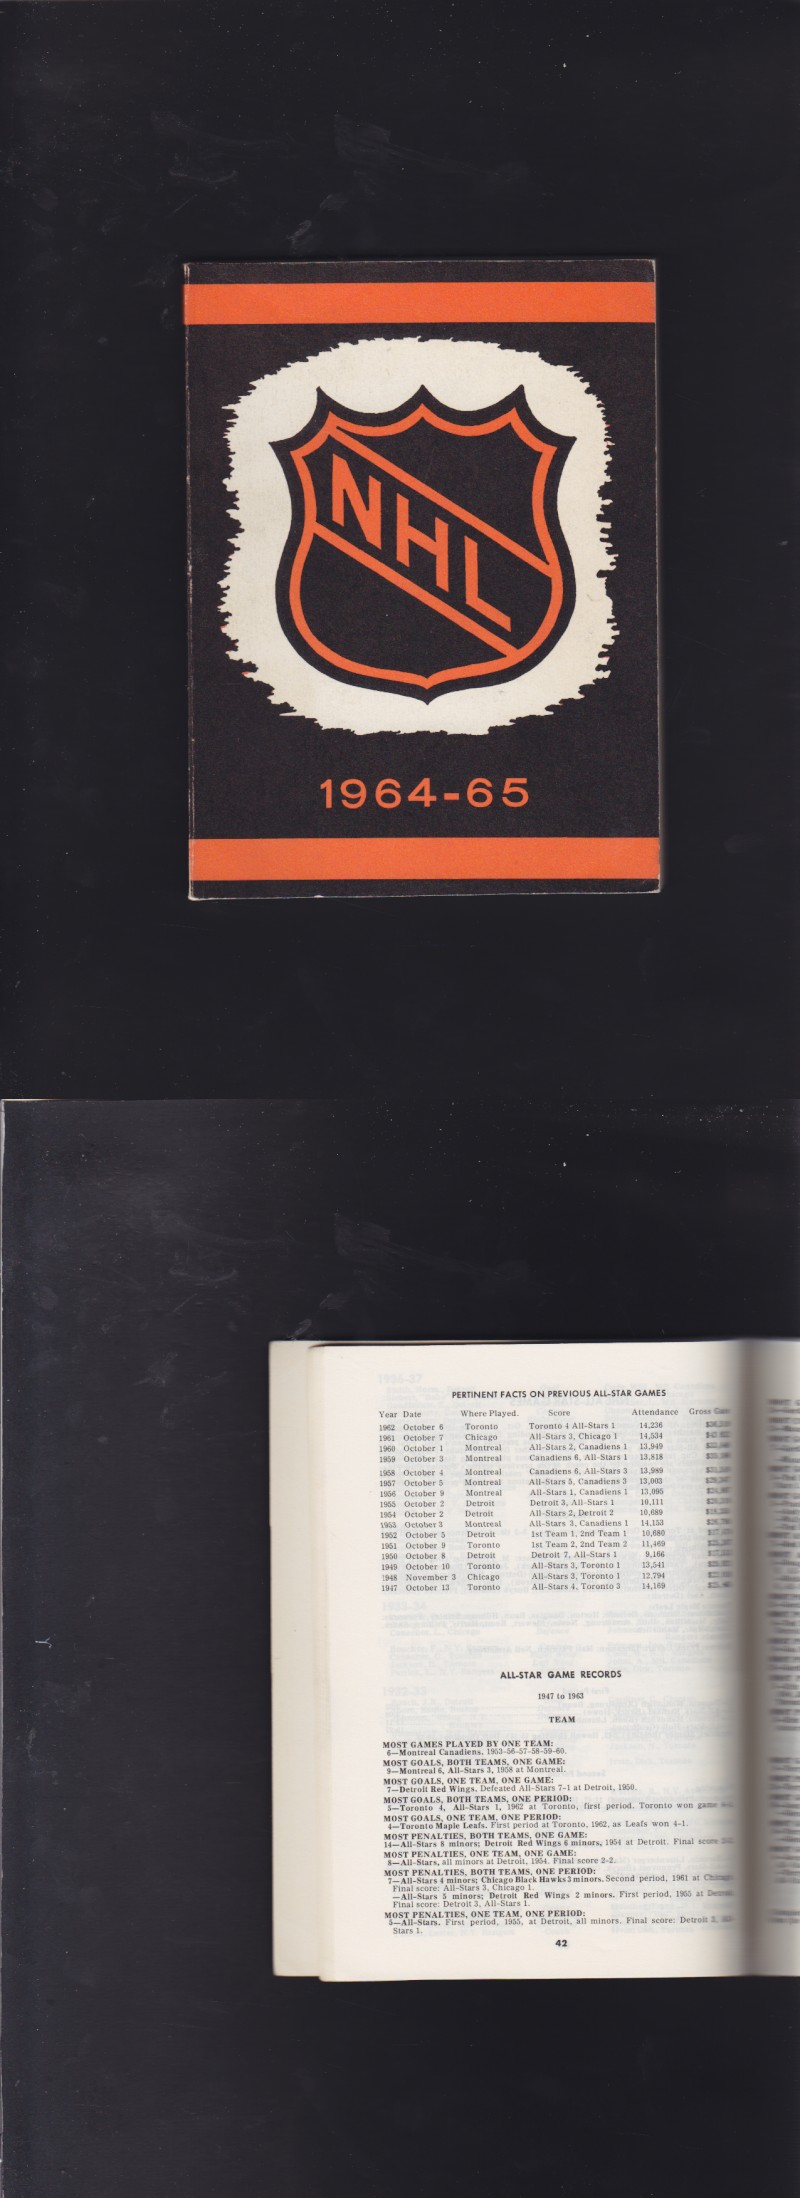 NHL
1964-65
PERTINENT FACTS ON PREVIOUS ALL-STAR GAMES
Year Date Where Played. Score Attendance Gross
1962 October 6 Toronto Toronto 4 All-Stars 1 14,236
1961 October 7 Chicago All-Stars 3, Chicago 1 14,534
1960 October 1 Montreal All-Stars 2, Canadiens 1 13,949
1959 October 3 Montreal Canadiens 6, All-Stars 1 13,818
1958 October 4 Montreal Canadiens 6, All-Stars 3 13,989
1957 October 5 Montreal All-Stars 5, Canadiens 3 13,003
1956 October 9 Montreal All-Stars 1, Canadiens 1 13,095
1955 October 2 Detroit Detroit 3, All-Stars 1 10,111
1954 October 2 Detroit All-Stars 2, Detroit 2 10,689
1953 October 3 Montreal All-Stars 3, Canadiens 1 14,153
1952 October 5 Detroit 1st Team 1, 2nd Team 1 10,680
1951 October 9 Toronto 1st Team 2, 2nd Team 2 11,469
1950 October 8 Detroit Detroit 7, All-Stars 1 9,166
1949 October 10 Toronto All-Stars 3, Toronto 1 13,541
1948 November 3 Chicago All-Stars 3, Toronto 1 12,794
1947 October 13 Toronto All-Stars 4, Toronto 3 14,169
ALL-STAR GAME RECORDS
1947 to 1963
TEAM
MOST GAMES PLAYED BY ONE TEAM:
6—Montreal Canadiens. 1953-56-57-58-59-60.
MOST GOALS, BOTH TEAMS, ONE GAME:
9—Montreal 6, All-Stars 3, 1958 at Montreal.
MOST GOALS, ONE TEAM, ONE GAME:
7—Detroit Red Wings. Defeated All-Stars 7-1 at Detroit, 1950.
MOST GOALS, BOTH TEAMS, ONE PERIOD:
5—Toronto 4, All-Stars 1, 1962 at Toronto, first period. Toronto won game
MOST GOALS, ONE TEAM, ONE PERIOD:
4—Toronto Maple Leafs. First period at Toronto, 1962, as Leafs won 4-1.
MOST PENALTIES, BOTH TEAMS, ONE GAME:
14—All-Stars 8 minors; Detroit Red Wings 6 minors, 1954 at Detroit. Final score
MOST PENALTIES, ONE TEAM, ONE GAME:
8—All-Stars, all minors at Detroit, 1954. Final score 2-2.
MOST PENALTIES, BOTH TEAMS, ONE PERIOD:
7—All-Stars 4 minors; Chicago Black Hawks 3 minors. Second period, 1961 at Chicago.
Final score: All-Stars 3, Chicago 1.
—All-Stars 5 minors; Detroit Red Wings 2 minors. First period, 1955 at Detroit.
Final score: Detroit 3, All-Stars 1.
MOST PENALTIES, ONE TEAM, ONE PERIOD:
5—All-Stars. First period, 1955, at Detroit, all minors. Final score: Detroit 3, All-
Stars 1.
42